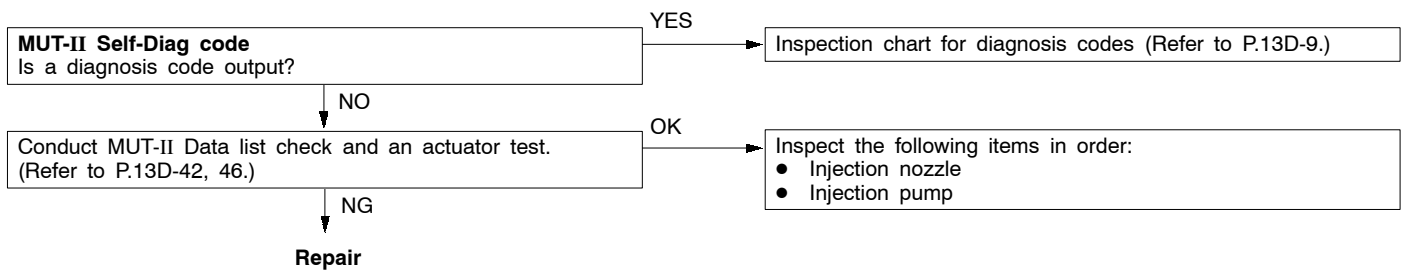 YES
MUT-II Self-Diag code
Is a diagnosis code output?
Inspection chart for diagnosis codes (Refer to P.13D-9.)
NO
Conduct MUT-II Data list check and an actuator test.
(Refer to P.13D-42, 46.)
OK
Inspect the following items in order:
● Injection nozzle
● Injection pump
NG
Repair